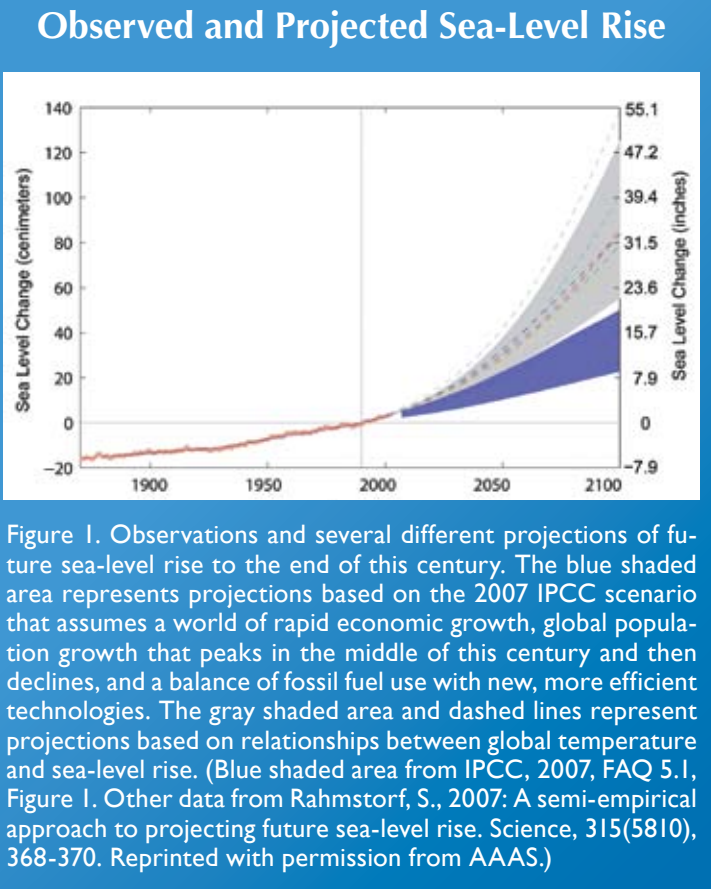 Observed and Projected Sea-Level Rise
140
120
100
80
60
40
20
0
−20
Sea Level Change (cenimeters)
55.1
47.2
39.4
31.5
23.6
15.7
7.9
0
−7.9
Sea Level Change (inches)
1900
1950
2000
2050
2100
Figure 1. Observations and several different projections of fu-
ture sea-level rise to the end of this century. The blue shaded
area represents projections based on the 2007 IPCC scenario
that assumes a world of rapid economic growth, global popula-
tion growth that peaks in the middle of this century and then
declines, and a balance of fossil fuel use with new, more efficient
technologies. The gray shaded area and dashed lines represent
projections based on relationships between global temperature
and sea-level rise. (Blue shaded area from IPCC, 2007, FAQ 5.1,
Figure 1. Other data from Rahmstorf, S., 2007: A semi-empirical
approach to projecting future sea-level rise. Science, 315(5810),
368-370. Reprinted with permission from AAAS.)